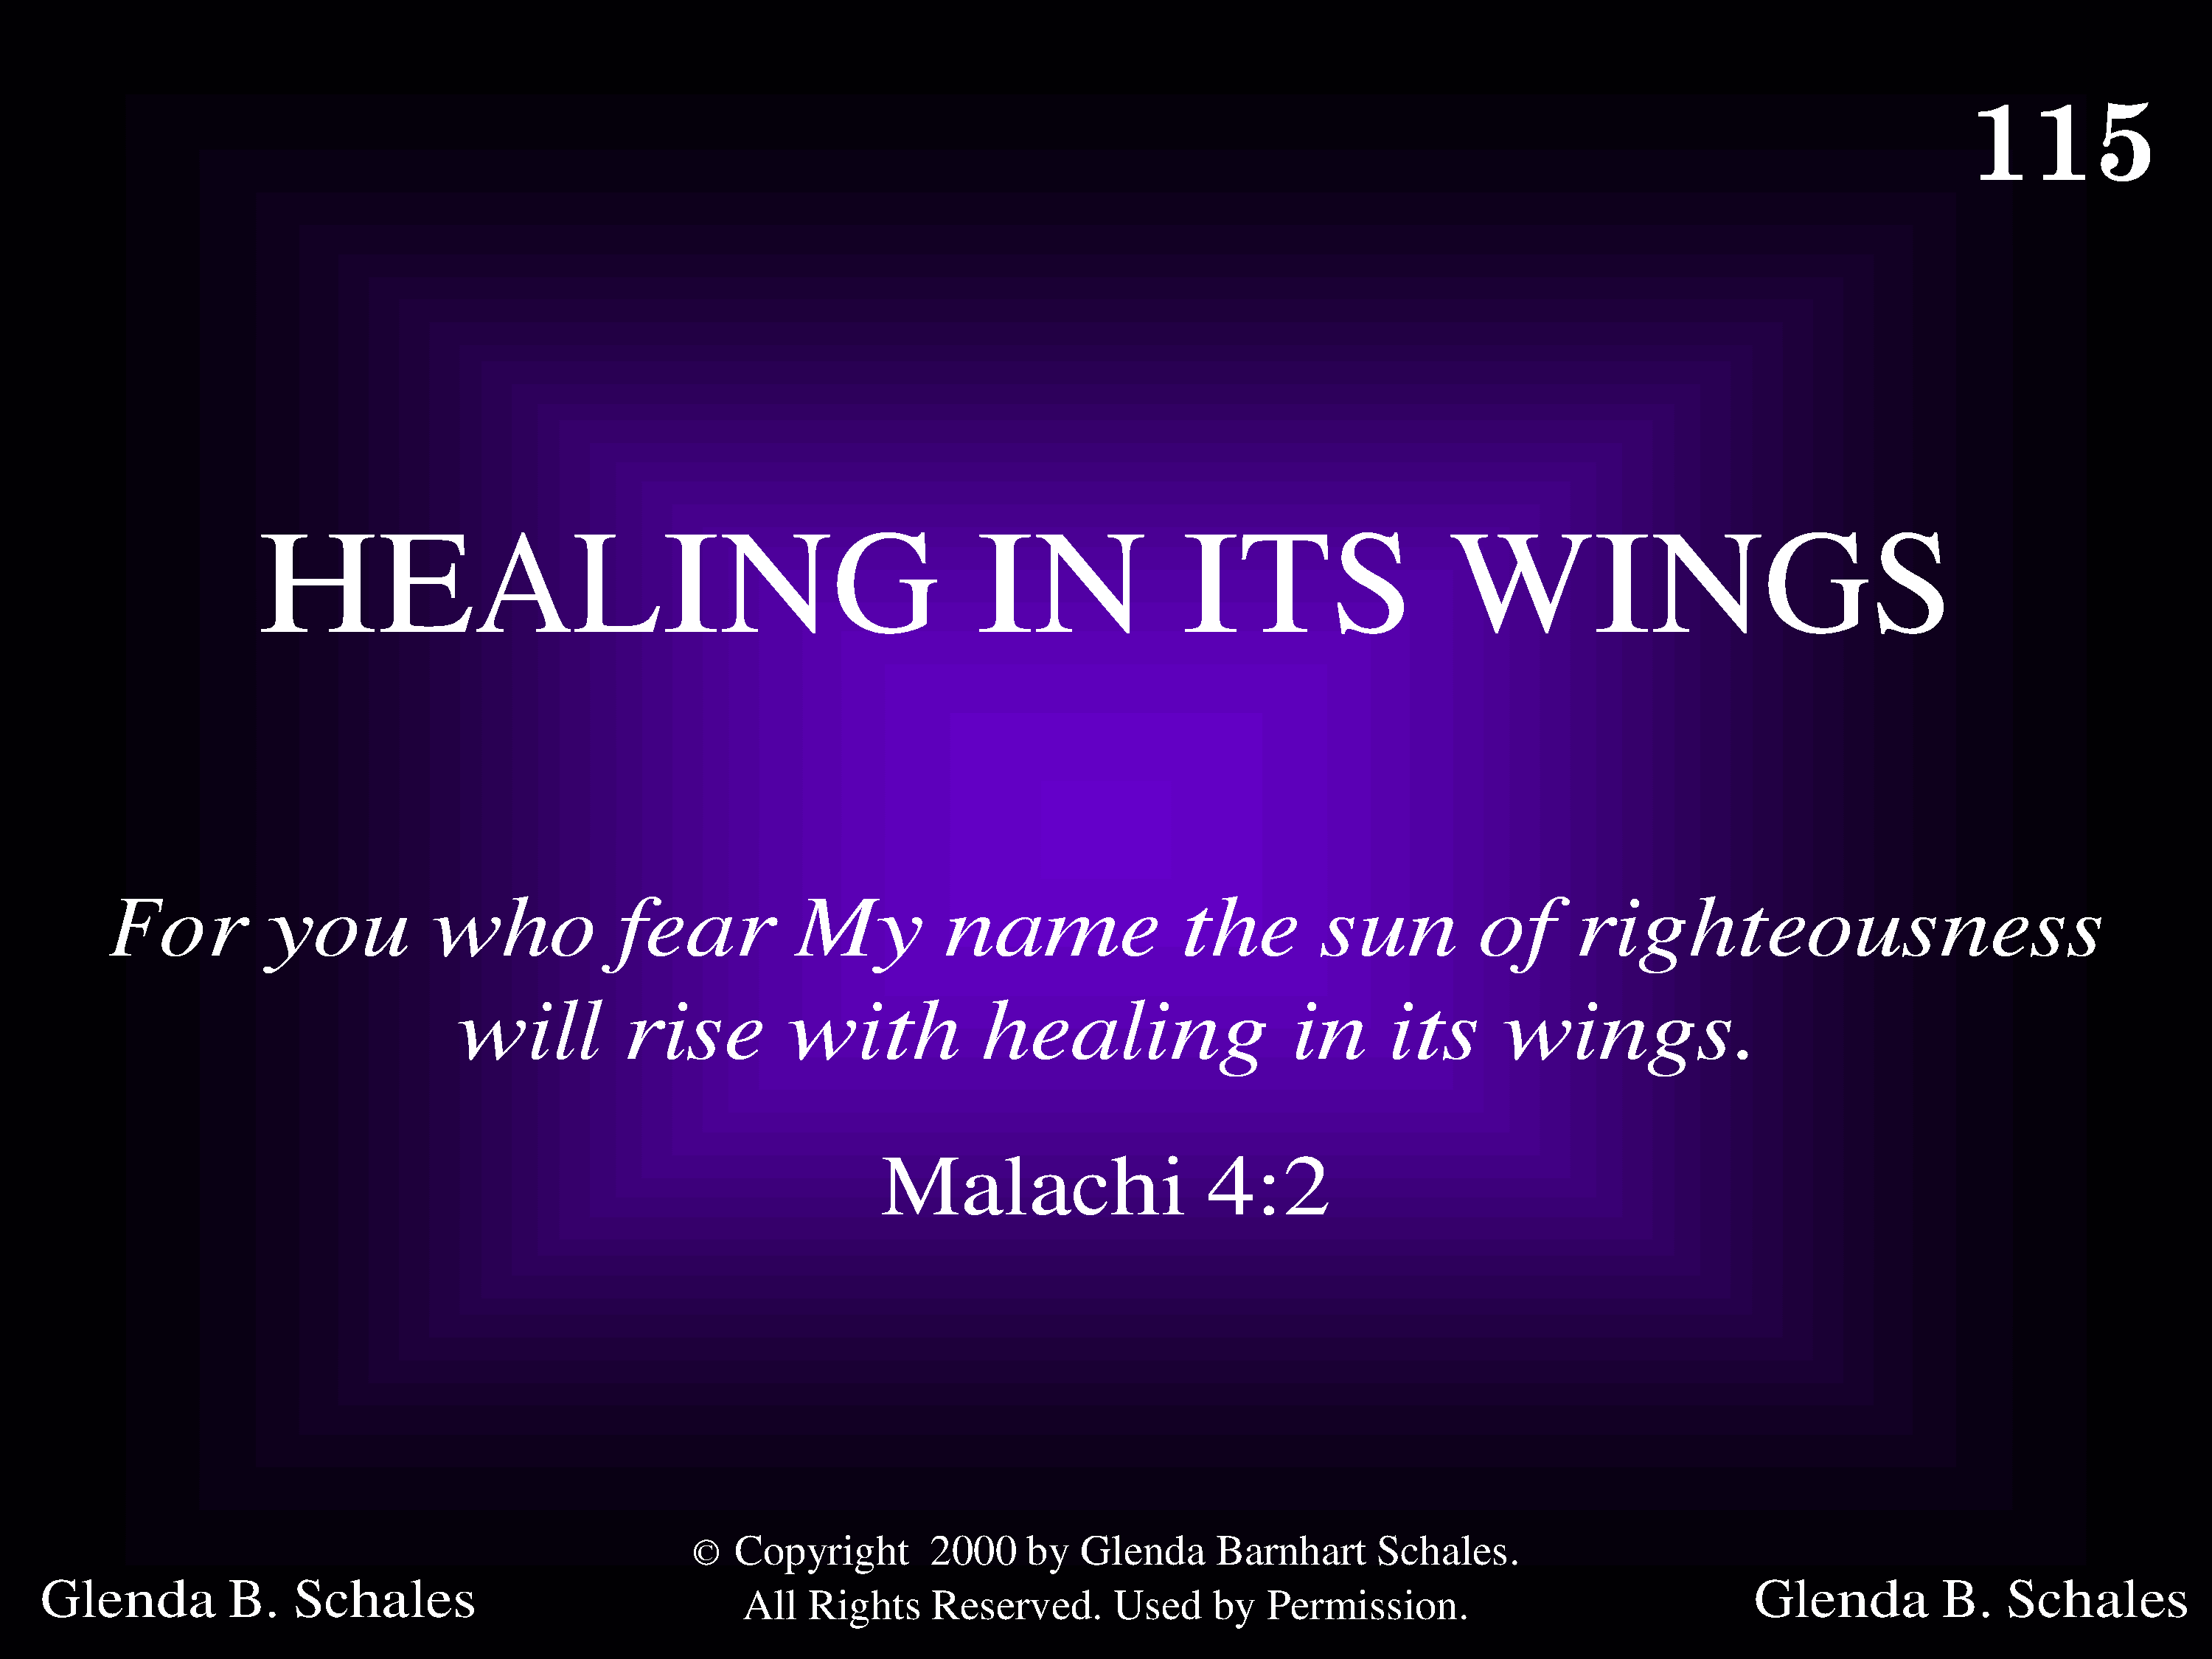 115
HEALING IN ITS WINGS
For you who fear My name the sun of righteousness
will rise with healing in its wings.
Malachi 4:2
© Copyright 2000 by Glenda Barnhart Schales.
All Rights Reserved. Used by Permission.
Glenda B. Schales
Glenda B. Schales